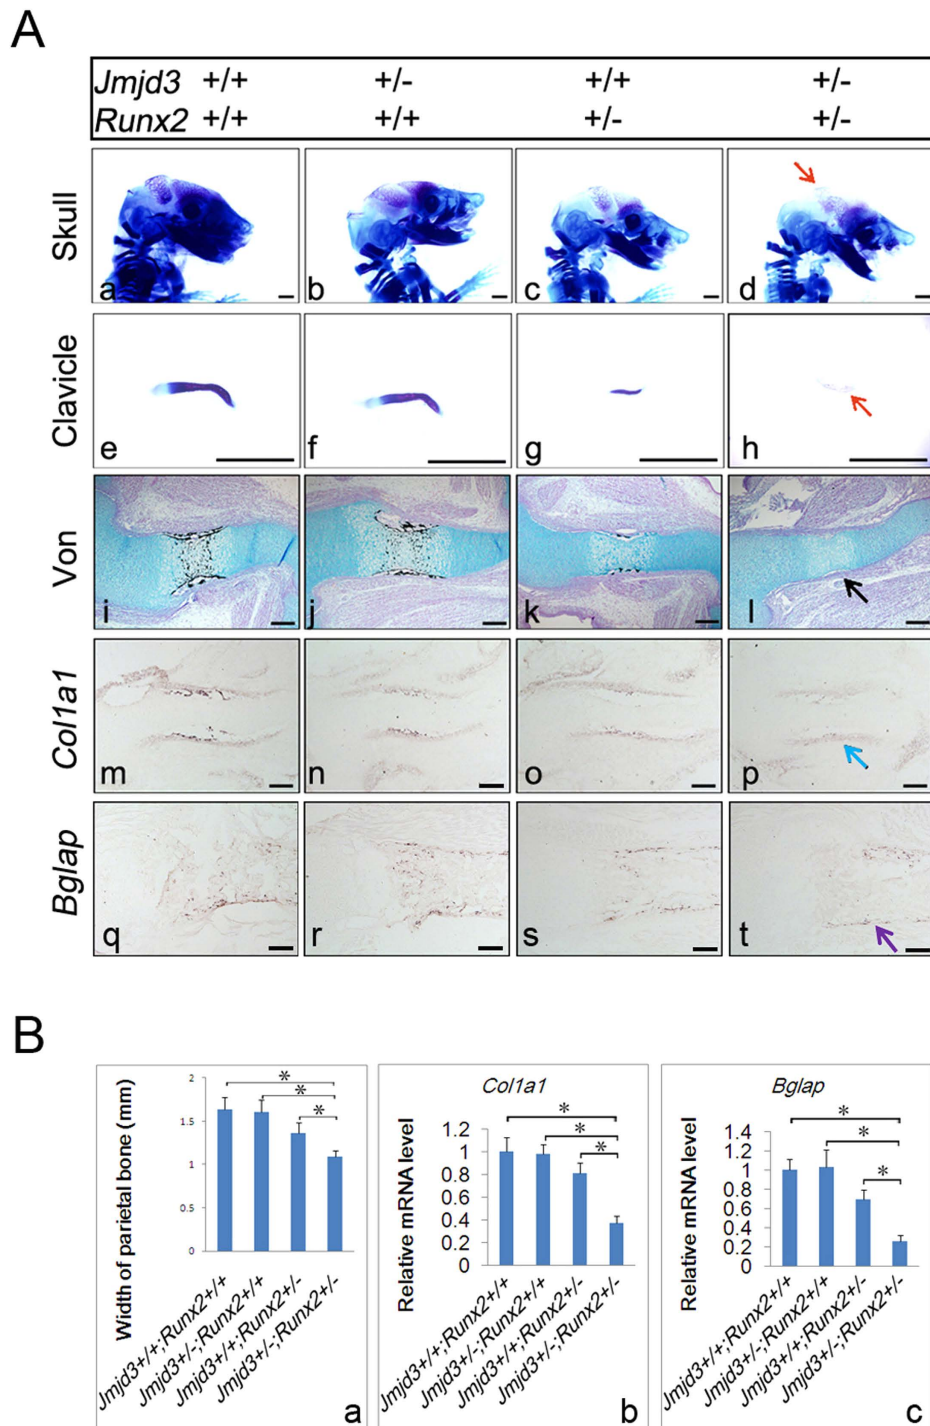 A
Jmjd3 +/+ +/- +/+ +/-
Runx2 +/+ +/+ +/- +/-
Skull
a b c d
Clavicle
e f g h
Von
i j k l
Col1a1
m n o p
Bglap
q r s t
B
Width of parietal bone (mm)
2
1.5
1
0.5
0
* * *
Jmjd3+/+;Runx2+/+
Jmjd3+/-;Runx2+/+
Jmjd3+/+;Runx2+/-
Jmjd3+/-;Runx2+/-
a
Col1a1
Relative mRNA level
1.2
1
0.8
0.6
0.4
0.2
0
* * *
Jmjd3+/+;Runx2+/+
Jmjd3+/-;Runx2+/+
Jmjd3+/+;Runx2+/-
Jmjd3+/-;Runx2+/-
b
Bglap
Relative mRNA level
1.4
1.2
1
0.8
0.6
0.4
0.2
0
* * *
Jmjd3+/+;Runx2+/+
Jmjd3+/-;Runx2+/+
Jmjd3+/+;Runx2+/-
Jmjd3+/-;Runx2+/-
c